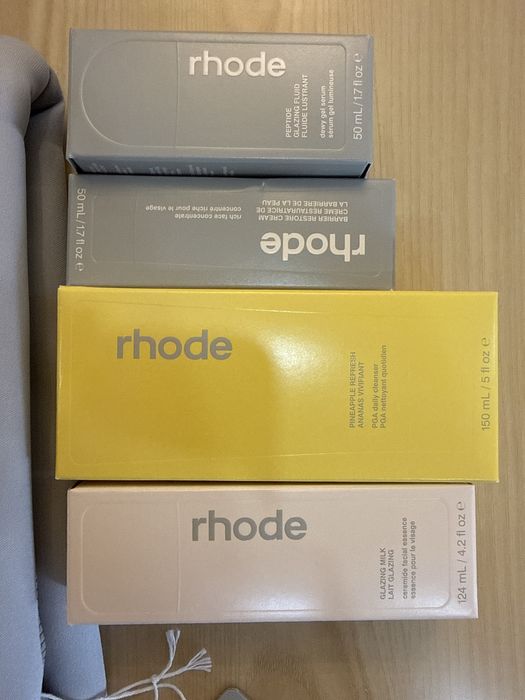 rhode
PEPTIDE
GLAZING FLUID
FLUIDE LUSTRANT
dewy gel serum
sérum gel lumineuse
50 mL / 1.7 fl oz ℮
rhode
BARRIER RESTORE CREAM
CRÈME RESTAURATRICE DE
LA BARRIÈRE DE LA PEAU
rich face concentrate
concentré riche pour le visage
50 mL / 1.7 fl oz ℮
rhode
PINEAPPLE REFRESH
ANANAS VIVIFIANT
PGA daily cleanser
PGA nettoyant quotidien
150 mL / 5 fl oz ℮
rhode
GLAZING MILK
LAIT GLAZING
ceramide facial essence
essence pour le visage
124 mL / 4.2 fl oz ℮